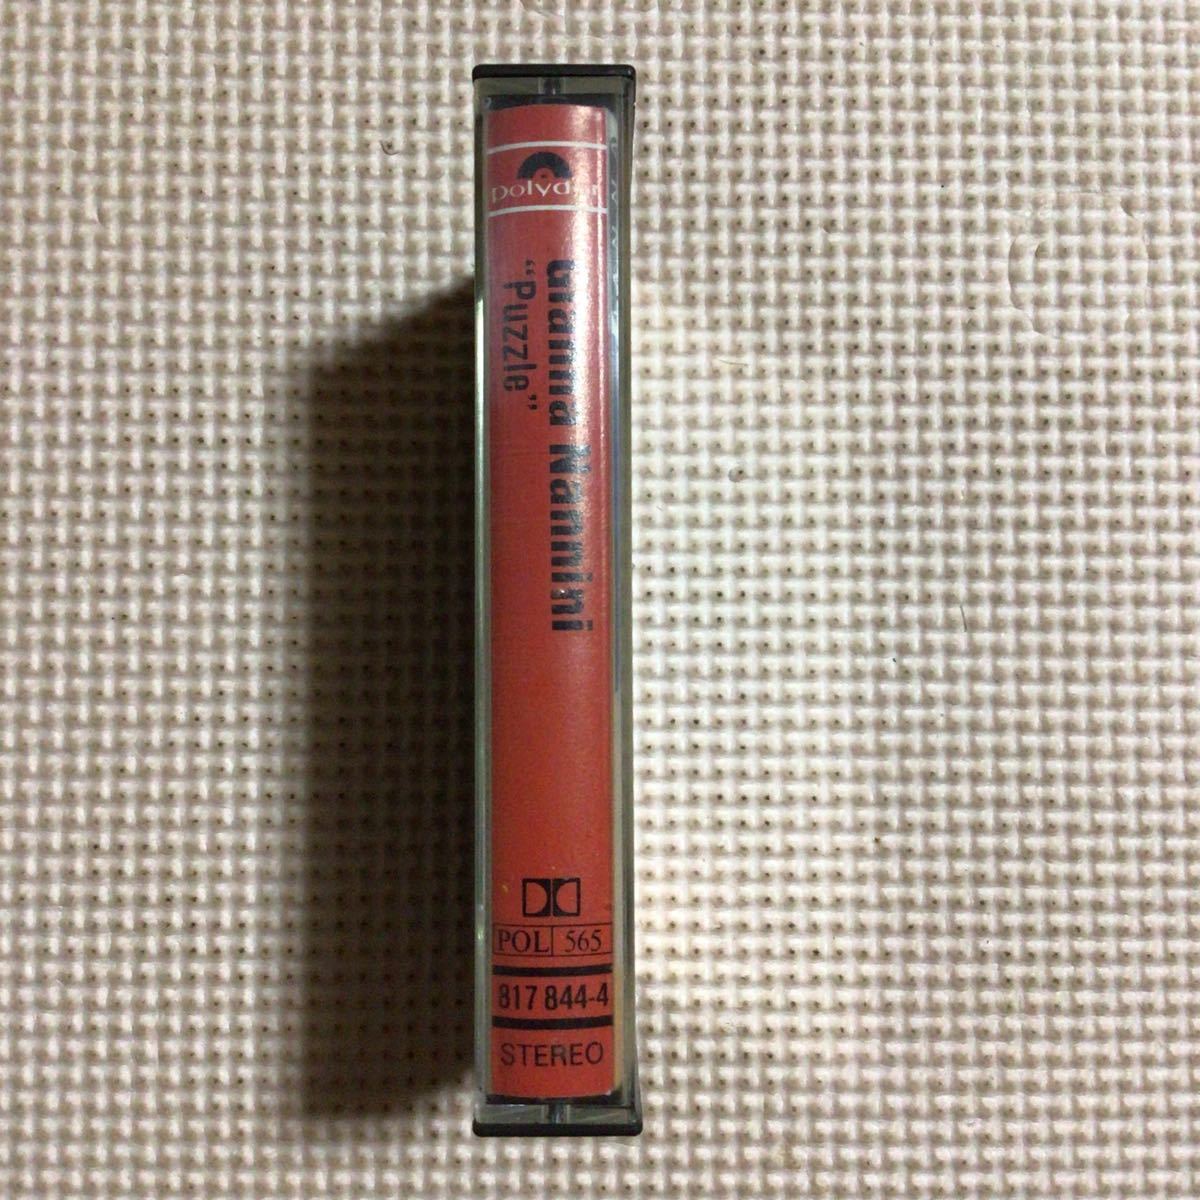 Polydor
Gianna Nannini
„Puzzle“
POL 565
817 844-4
STEREO